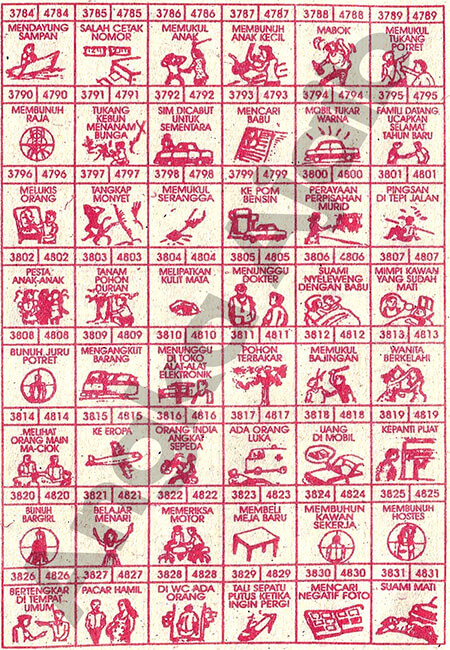 3784 4784 3785 4785 3786 4786 3787 4787 3788 4788 3789 4789
MENDAYUNG SAMPAN
SALAH CETAK NOMOR
MEMUKUL ANAK
MEMBUNUH ANAK KECIL
MABOK
MEMUKUL TUKANG POTRET
3790 4790 3791 4791 3792 4792 3793 4793 3794 4794 3795 4795
MEMBUNUH RAJA
TUKANG KEBUN MENANAM BUNGA
SIM DICABUT UNTUK SEMENTARA
MENCARI BABU
MOBIL TUKAR WARNA
FAMILI DATANG UCAPKAN SELAMAT TAHUN BARU
3796 4796 3797 4797 3798 4798 3799 4799 3800 4800 3801 4801
MELUKIS ORANG
TANGKAP MONYET
MEMUKUL SERANGGA
KE POM BENSIN
PERAYAAN PERPISAHAN MURID
PINGSAN DI TEPI JALAN
3802 4802 3803 4803 3804 4804 3805 4805 3806 4806 3807 4807
PESTA ANAK-ANAK
TANAM POHON DURIAN
MELIPATKAN KULIT MATA
MENUNGGU DOKTER
SUAMI NYELEWENG DENGAN BABU
MIMPI KAWAN YANG SUDAH MATI
3808 4808 3809 4809 3810 4810 3811 4811 3812 4812 3813 4813
BUNUH JURU POTRET
MENGANGKUT BARANG
MENUNGGU DI TOKO ALAT-ALAT ELEKTRONIK
POHON TERBAKAR
MEMUKUL BAJINGAN
WANITA BERKELAHI
3814 4814 3815 4815 3816 4816 3817 4817 3818 4818 3819 4819
MELIHAT ORANG MAIN MA-CIOK
KE EROPA
ORANG INDIA ANGKAT SEPEDA
ADA ORANG LUKA
UANG DI MOBIL
KEPANTI PIJAT
3820 4820 3821 4821 3822 4822 3823 4823 3824 4824 3825 4825
BUNUH BARGIRL
BELAJAR MENARI
MEMERIKSA MOTOR
MEMBELI MEJA BARU
MEMBUHUN KAWAN SEKERJA
MEMBUNUH HOSTES
3826 4826 3827 4827 3828 4828 3829 4829 3830 4830 3831 4831
BERTENGKAR DI TEMPAT UMUM
PACAR HAMIL
DI WC ADA ORANG
TALI SEPATU PUTUS KETIKA INGIN PERGI
MENCARI NEGATIF FOTO
SUAMI MATI